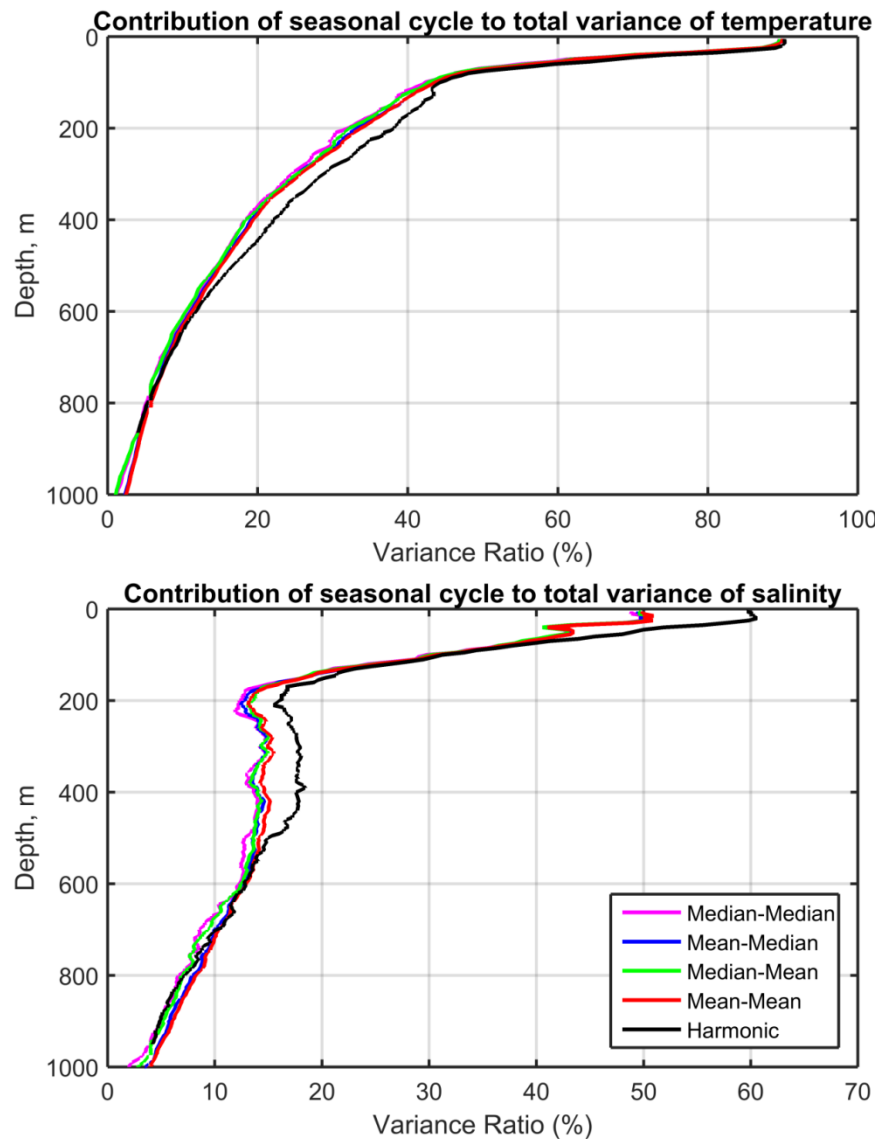 Contribution of seasonal cycle to total variance of temperature
0
200
400
600
800
1000
Depth, m
0 20 40 60 80 100
Variance Ratio (%)
Contribution of seasonal cycle to total variance of salinity
0
200
400
600
800
1000
Depth, m
Median-Median
Mean-Median
Median-Mean
Mean-Mean
Harmonic
0 10 20 30 40 50 60 70
Variance Ratio (%)